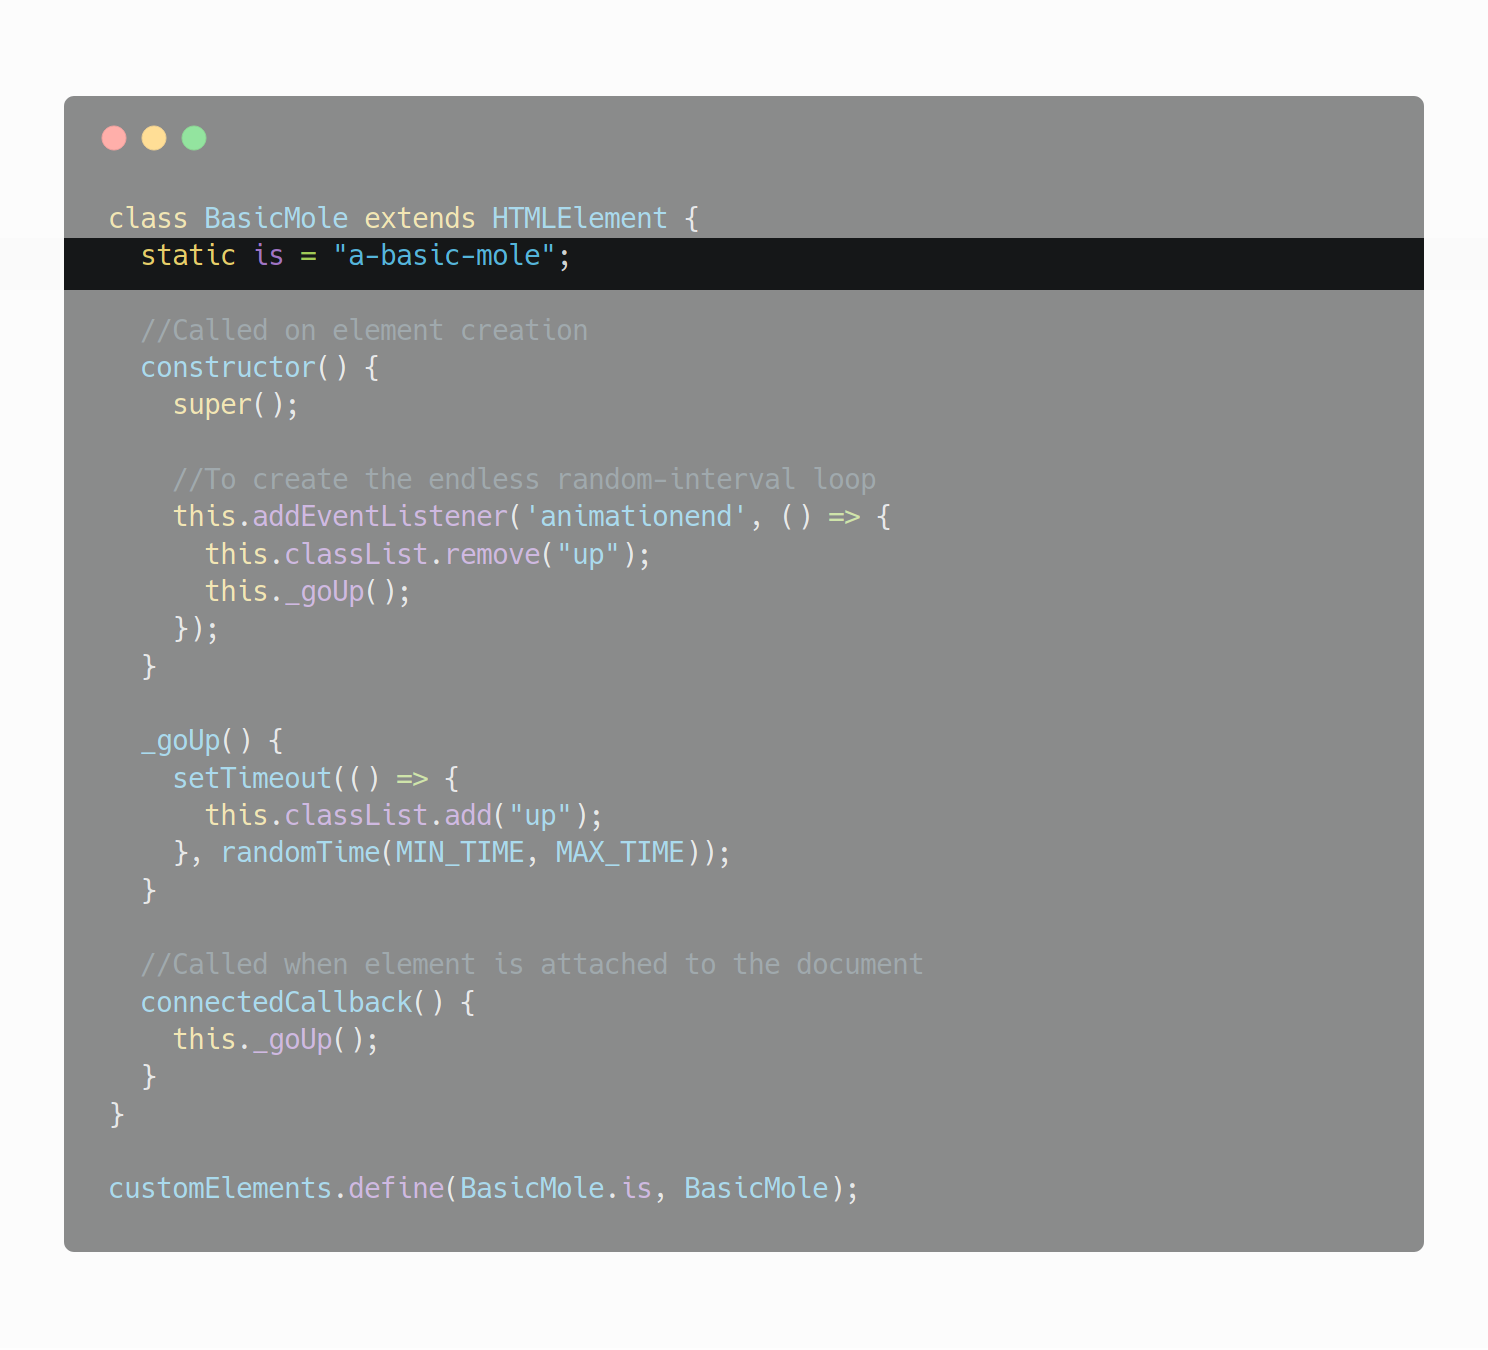 class BasicMole extends HTMLElement {
  static is = "a-basic-mole";

  //Called on element creation
  constructor() {
    super();

    //To create the endless random-interval loop
    this.addEventListener('animationend', () => {
      this.classList.remove("up");
      this._goUp();
    });
  }

  _goUp() {
    setTimeout(() => {
      this.classList.add("up");
    }, randomTime(MIN_TIME, MAX_TIME));
  }

  //Called when element is attached to the document
  connectedCallback() {
    this._goUp();
  }
}

customElements.define(BasicMole.is, BasicMole);